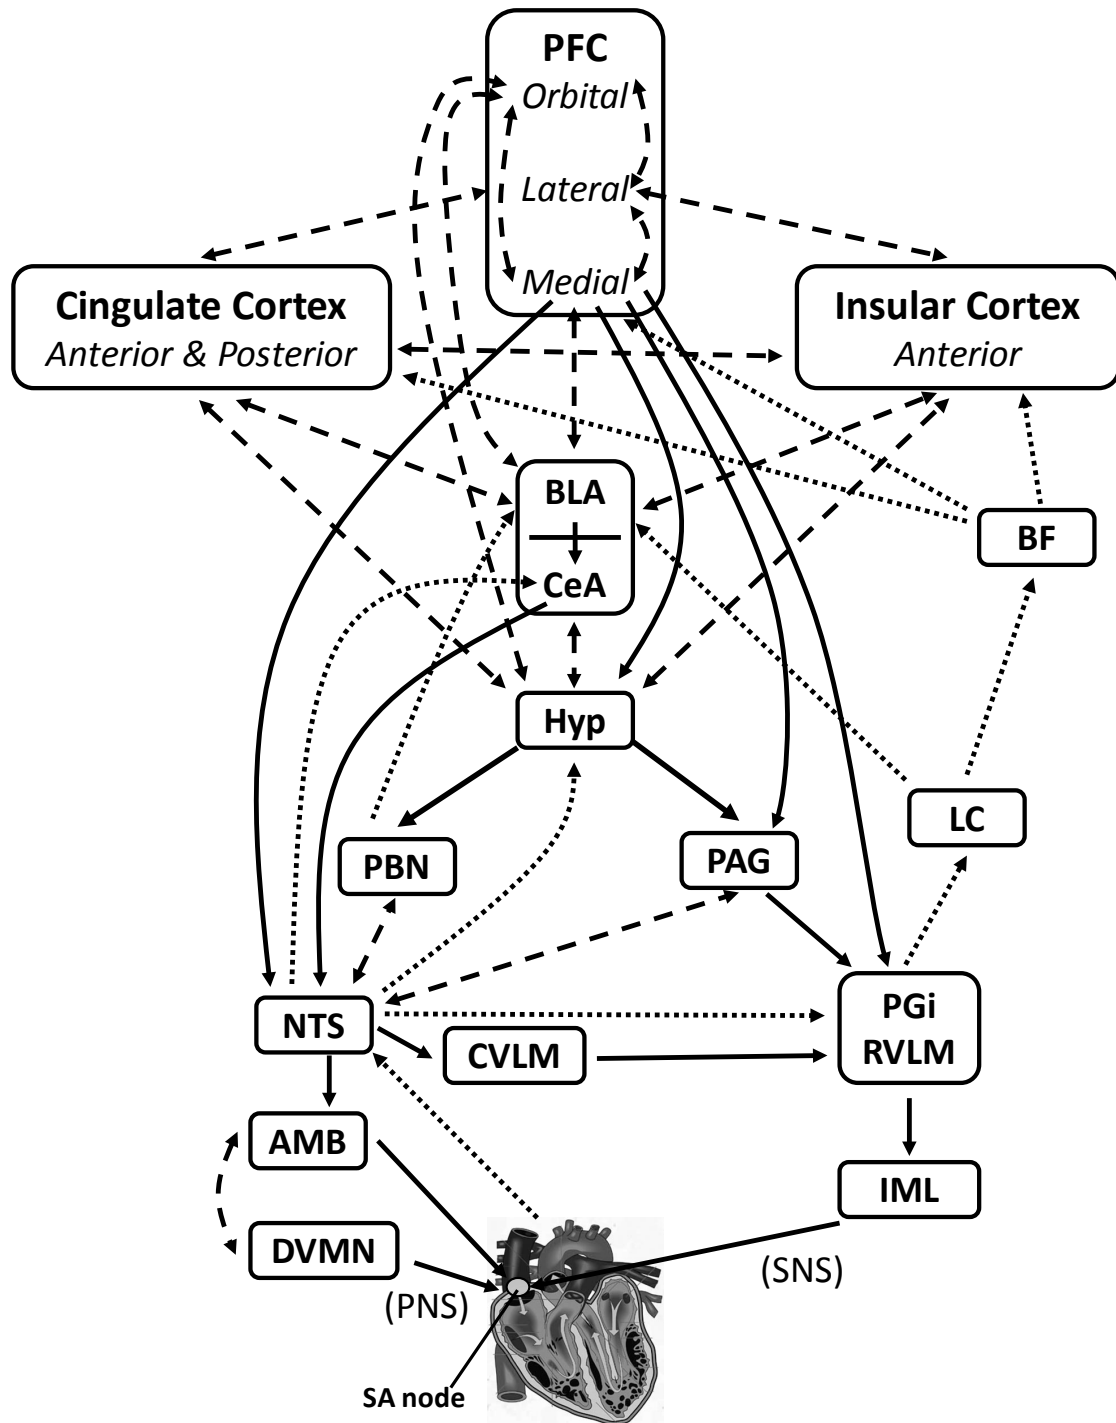 PFC
Orbital
Lateral
Medial
Cingulate Cortex
Anterior & Posterior
Insular Cortex
Anterior
BLA
CeA
BF
Hyp
LC
PBN
PAG
NTS
CVLM
PGi
RVLM
AMB
IML
DVMN
(PNS)
(SNS)
SA node